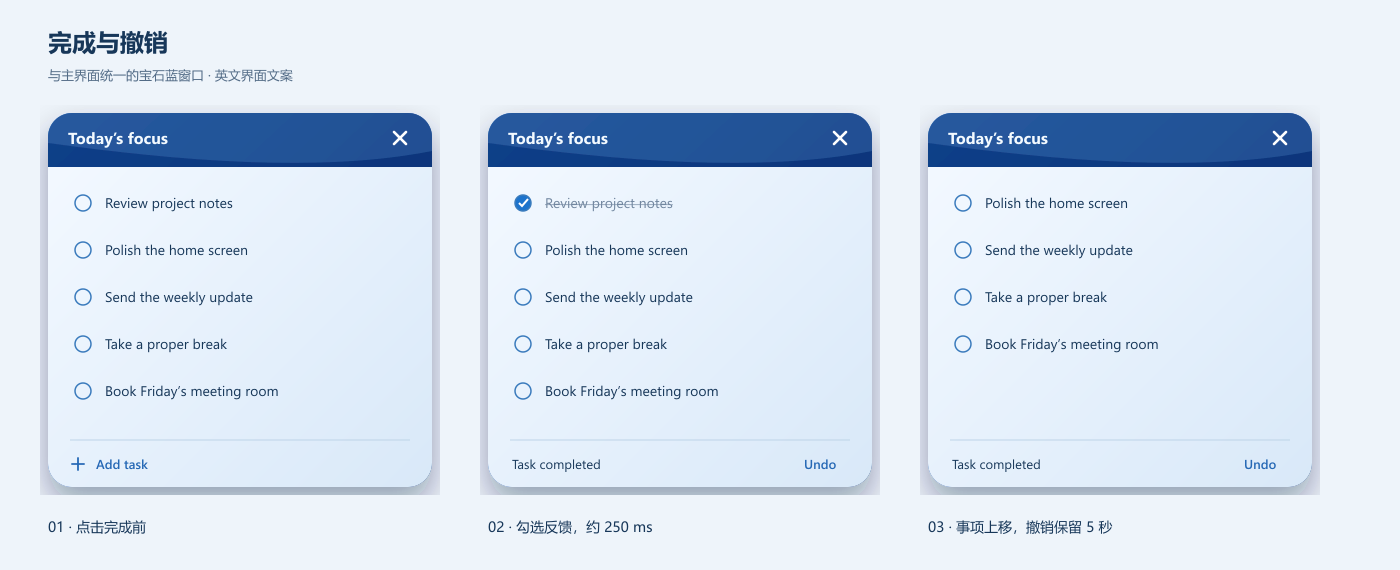 完成与撤销
与主界面统一的宝石蓝窗口 · 英文界面文案
Today’s focus
Review project notes
Polish the home screen
Send the weekly update
Take a proper break
Book Friday’s meeting room
Add task
01 · 点击完成前
Today’s focus
Review project notes
Polish the home screen
Send the weekly update
Take a proper break
Book Friday’s meeting room
Task completed
Undo
02 · 勾选反馈，约 250 ms
Today’s focus
Polish the home screen
Send the weekly update
Take a proper break
Book Friday’s meeting room
Task completed
Undo
03 · 事项上移，撤销保留 5 秒